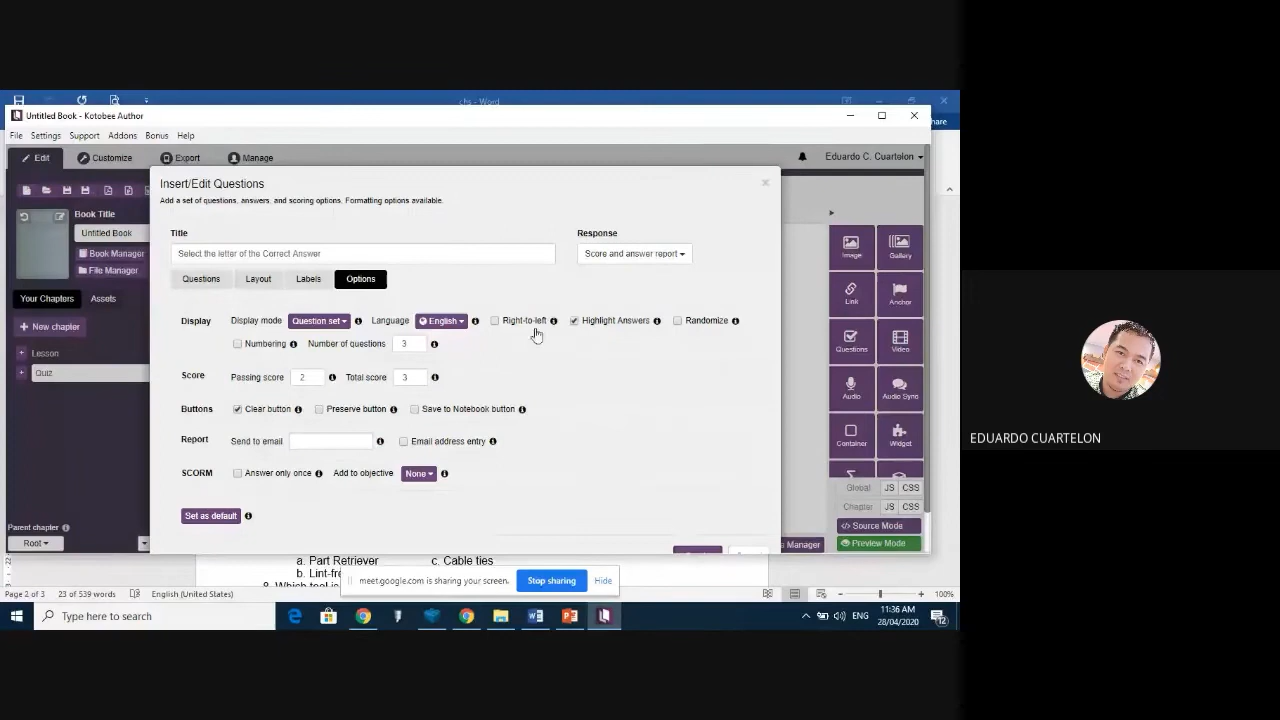 chs - Word
Untitled Book - Kotobee Author
File Settings Support Addons Bonus Help
Edit Customize Export Manage
Eduardo C. Cuartelon
Insert/Edit Questions
Add a set of questions, answers, and scoring options. Formatting options available.
Book Title
Untitled Book
Book Manager
File Manager
Your Chapters Assets
New chapter
Lesson
Quiz
Parent chapter
Root
Title Response
Select the letter of the Correct Answer Score and answer report
Questions Layout Labels Options
Display Display mode Question set Language English Right-to-left Highlight Answers Randomize
Numbering Number of questions 3
Score Passing score 2 Total score 3
Buttons Clear button Preserve button Save to Notebook button
Report Send to email Email address entry
SCORM Answer only once Add to objective None
Set as default
Image Gallery
Link Anchor
Questions Video
Audio Audio Sync
Container Widget
Global JS CSS
Chapter JS CSS
</> Source Mode
Preview Mode
Manager
a. Part Retriever c. Cable ties
b. Lint-fre
8. Which tool i
meet.google.com is sharing your screen. Stop sharing Hide
Page 2 of 3 23 of 539 words English (United States) 100%
Type here to search
ENG
11:36 AM
28/04/2020
12
EDUARDO CUARTELON